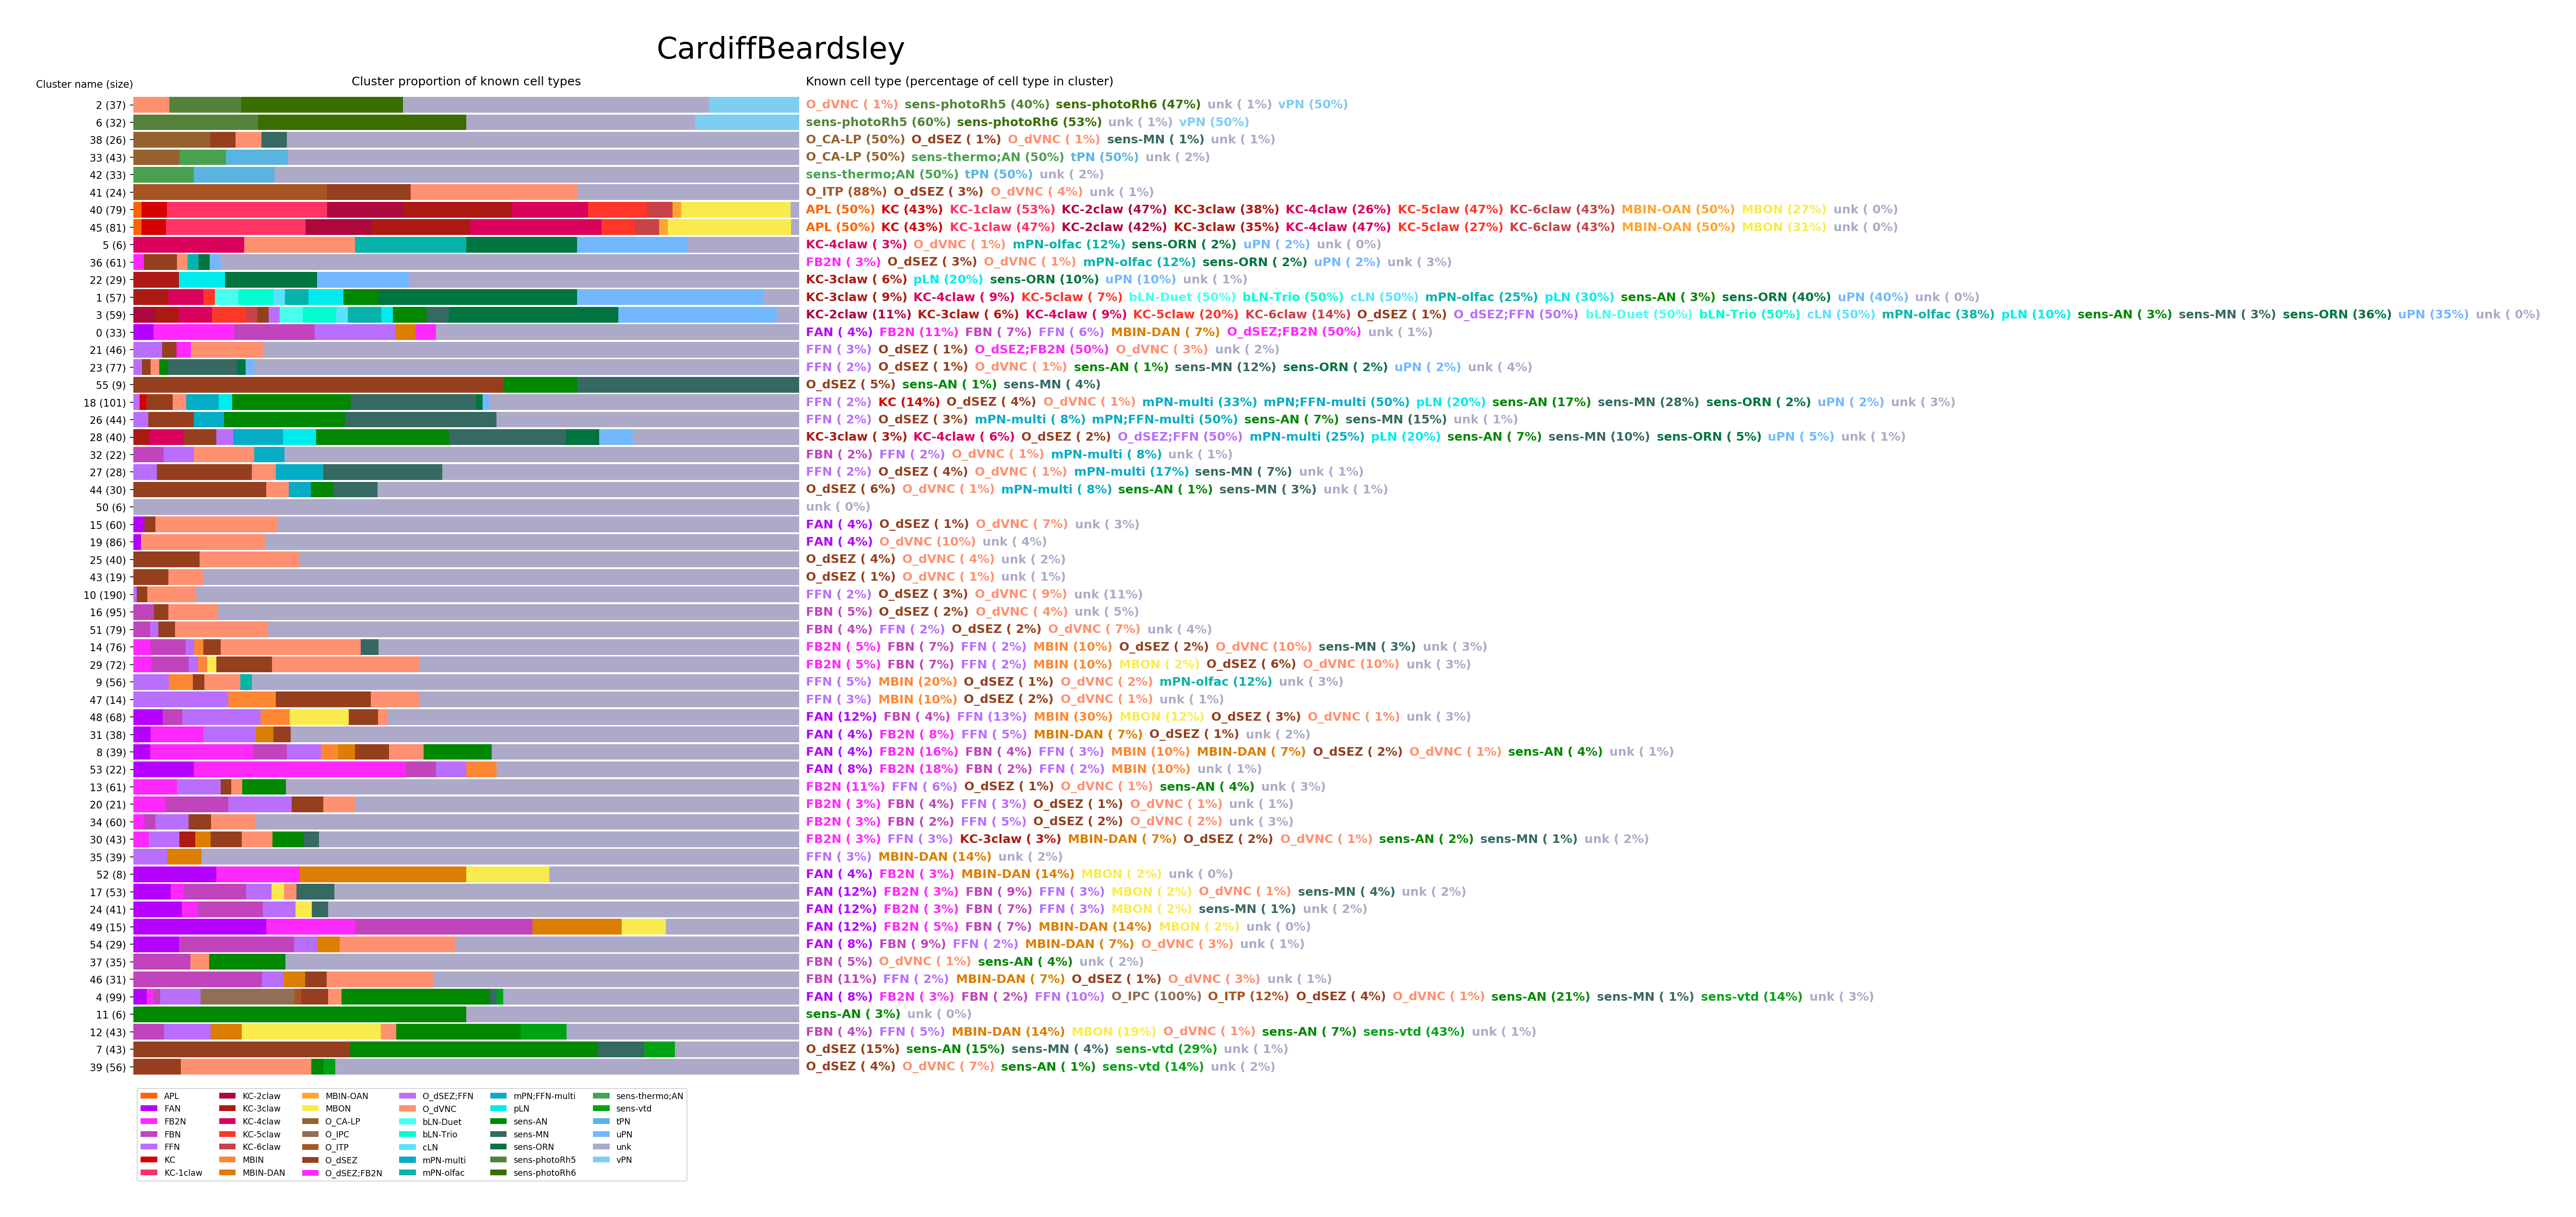 CardiffBeardsley
Cluster name (size) Cluster proportion of known cell types Known cell type (percentage of cell type in cluster)
2 (37) O_dVNC ( 1%) sens-photoRh5 (40%) sens-photoRh6 (47%) unk ( 1%) vPN (50%)
6 (32) sens-photoRh5 (60%) sens-photoRh6 (53%) unk ( 1%) vPN (50%)
38 (26) O_CA-LP (50%) O_dSEZ ( 1%) O_dVNC ( 1%) sens-MN ( 1%) unk ( 1%)
33 (43) O_CA-LP (50%) sens-thermo;AN (50%) tPN (50%) unk ( 2%)
42 (33) sens-thermo;AN (50%) tPN (50%) unk ( 2%)
41 (24) O_ITP (88%) O_dSEZ ( 3%) O_dVNC ( 4%) unk ( 1%)
40 (79) APL (50%) KC (43%) KC-1claw (53%) KC-2claw (47%) KC-3claw (38%) KC-4claw (26%) KC-5claw (47%) KC-6claw (43%) MBIN-OAN (50%) MBON (27%) unk ( 0%)
45 (81) APL (50%) KC (43%) KC-1claw (47%) KC-2claw (42%) KC-3claw (35%) KC-4claw (47%) KC-5claw (27%) KC-6claw (43%) MBIN-OAN (50%) MBON (31%) unk ( 0%)
5 (6) KC-4claw ( 3%) O_dVNC ( 1%) mPN-olfac (12%) sens-ORN ( 2%) uPN ( 2%) unk ( 0%)
36 (61) FB2N ( 3%) O_dSEZ ( 3%) O_dVNC ( 1%) mPN-olfac (12%) sens-ORN ( 2%) uPN ( 2%) unk ( 3%)
22 (29) KC-3claw ( 6%) pLN (20%) sens-ORN (10%) uPN (10%) unk ( 1%)
1 (57) KC-3claw ( 9%) KC-4claw ( 9%) KC-5claw ( 7%) bLN-Duet (50%) bLN-Trio (50%) cLN (50%) mPN-olfac (25%) pLN (30%) sens-AN ( 3%) sens-ORN (40%) uPN (40%) unk ( 0%)
3 (59) KC-2claw (11%) KC-3claw ( 6%) KC-4claw ( 9%) KC-5claw (20%) KC-6claw (14%) O_dSEZ ( 1%) O_dSEZ;FFN (50%) bLN-Duet (50%) bLN-Trio (50%) cLN (50%) mPN-olfac (38%) pLN (10%) sens-AN ( 3%) sens-MN ( 3%) sens-ORN (36%) uPN (35%) unk ( 0%)
0 (33) FAN ( 4%) FB2N (11%) FBN ( 7%) FFN ( 6%) MBIN-DAN ( 7%) O_dSEZ;FB2N (50%) unk ( 1%)
21 (46) FFN ( 3%) O_dSEZ ( 1%) O_dSEZ;FB2N (50%) O_dVNC ( 3%) unk ( 2%)
23 (77) FFN ( 2%) O_dSEZ ( 1%) O_dVNC ( 1%) sens-AN ( 1%) sens-MN (12%) sens-ORN ( 2%) uPN ( 2%) unk ( 4%)
55 (9) O_dSEZ ( 5%) sens-AN ( 1%) sens-MN ( 4%)
18 (101) FFN ( 2%) KC (14%) O_dSEZ ( 4%) O_dVNC ( 1%) mPN-multi (33%) mPN;FFN-multi (50%) pLN (20%) sens-AN (17%) sens-MN (28%) sens-ORN ( 2%) uPN ( 2%) unk ( 3%)
26 (44) FFN ( 2%) O_dSEZ ( 3%) mPN-multi ( 8%) mPN;FFN-multi (50%) sens-AN ( 7%) sens-MN (15%) unk ( 1%)
28 (40) KC-3claw ( 3%) KC-4claw ( 6%) O_dSEZ ( 2%) O_dSEZ;FFN (50%) mPN-multi (25%) pLN (20%) sens-AN ( 7%) sens-MN (10%) sens-ORN ( 5%) uPN ( 5%) unk ( 1%)
32 (22) FBN ( 2%) FFN ( 2%) O_dVNC ( 1%) mPN-multi ( 8%) unk ( 1%)
27 (28) FFN ( 2%) O_dSEZ ( 4%) O_dVNC ( 1%) mPN-multi (17%) sens-MN ( 7%) unk ( 1%)
44 (30) O_dSEZ ( 6%) O_dVNC ( 1%) mPN-multi ( 8%) sens-AN ( 1%) sens-MN ( 3%) unk ( 1%)
50 (6) unk ( 0%)
15 (60) FAN ( 4%) O_dSEZ ( 1%) O_dVNC ( 7%) unk ( 3%)
19 (86) FAN ( 4%) O_dVNC (10%) unk ( 4%)
25 (40) O_dSEZ ( 4%) O_dVNC ( 4%) unk ( 2%)
43 (19) O_dSEZ ( 1%) O_dVNC ( 1%) unk ( 1%)
10 (190) FFN ( 2%) O_dSEZ ( 3%) O_dVNC ( 9%) unk (11%)
16 (95) FBN ( 5%) O_dSEZ ( 2%) O_dVNC ( 4%) unk ( 5%)
51 (79) FBN ( 4%) FFN ( 2%) O_dSEZ ( 2%) O_dVNC ( 7%) unk ( 4%)
14 (76) FB2N ( 5%) FBN ( 7%) FFN ( 2%) MBIN (10%) O_dSEZ ( 2%) O_dVNC (10%) sens-MN ( 3%) unk ( 3%)
29 (72) FB2N ( 5%) FBN ( 7%) FFN ( 2%) MBIN (10%) MBON ( 2%) O_dSEZ ( 6%) O_dVNC (10%) unk ( 3%)
9 (56) FFN ( 5%) MBIN (20%) O_dSEZ ( 1%) O_dVNC ( 2%) mPN-olfac (12%) unk ( 3%)
47 (14) FFN ( 3%) MBIN (10%) O_dSEZ ( 2%) O_dVNC ( 1%) unk ( 1%)
48 (68) FAN (12%) FBN ( 4%) FFN (13%) MBIN (30%) MBON (12%) O_dSEZ ( 3%) O_dVNC ( 1%) unk ( 3%)
31 (38) FAN ( 4%) FB2N ( 8%) FFN ( 5%) MBIN-DAN ( 7%) O_dSEZ ( 1%) unk ( 2%)
8 (39) FAN ( 4%) FB2N (16%) FBN ( 4%) FFN ( 3%) MBIN (10%) MBIN-DAN ( 7%) O_dSEZ ( 2%) O_dVNC ( 1%) sens-AN ( 4%) unk ( 1%)
53 (22) FAN ( 8%) FB2N (18%) FBN ( 2%) FFN ( 2%) MBIN (10%) unk ( 1%)
13 (61) FB2N (11%) FFN ( 6%) O_dSEZ ( 1%) O_dVNC ( 1%) sens-AN ( 4%) unk ( 3%)
20 (21) FB2N ( 3%) FBN ( 4%) FFN ( 3%) O_dSEZ ( 1%) O_dVNC ( 1%) unk ( 1%)
34 (60) FB2N ( 3%) FBN ( 2%) FFN ( 5%) O_dSEZ ( 2%) O_dVNC ( 2%) unk ( 3%)
30 (43) FB2N ( 3%) FFN ( 3%) KC-3claw ( 3%) MBIN-DAN ( 7%) O_dSEZ ( 2%) O_dVNC ( 1%) sens-AN ( 2%) sens-MN ( 1%) unk ( 2%)
35 (39) FFN ( 3%) MBIN-DAN (14%) unk ( 2%)
52 (8) FAN ( 4%) FB2N ( 3%) MBIN-DAN (14%) MBON ( 2%) unk ( 0%)
17 (53) FAN (12%) FB2N ( 3%) FBN ( 9%) FFN ( 3%) MBON ( 2%) O_dVNC ( 1%) sens-MN ( 4%) unk ( 2%)
24 (41) FAN (12%) FB2N ( 3%) FBN ( 7%) FFN ( 3%) MBON ( 2%) sens-MN ( 1%) unk ( 2%)
49 (15) FAN (12%) FB2N ( 5%) FBN ( 7%) MBIN-DAN (14%) MBON ( 2%) unk ( 0%)
54 (29) FAN ( 8%) FBN ( 9%) FFN ( 2%) MBIN-DAN ( 7%) O_dVNC ( 3%) unk ( 1%)
37 (35) FBN ( 5%) O_dVNC ( 1%) sens-AN ( 4%) unk ( 2%)
46 (31) FBN (11%) FFN ( 2%) MBIN-DAN ( 7%) O_dSEZ ( 1%) O_dVNC ( 3%) unk ( 1%)
4 (99) FAN ( 8%) FB2N ( 3%) FBN ( 2%) FFN (10%) O_IPC (100%) O_ITP (12%) O_dSEZ ( 4%) O_dVNC ( 1%) sens-AN (21%) sens-MN ( 1%) sens-vtd (14%) unk ( 3%)
11 (6) sens-AN ( 3%) unk ( 0%)
12 (43) FBN ( 4%) FFN ( 5%) MBIN-DAN (14%) MBON (19%) O_dVNC ( 1%) sens-AN ( 7%) sens-vtd (43%) unk ( 1%)
7 (43) O_dSEZ (15%) sens-AN (15%) sens-MN ( 4%) sens-vtd (29%) unk ( 1%)
39 (56) O_dSEZ ( 4%) O_dVNC ( 7%) sens-AN ( 1%) sens-vtd (14%) unk ( 2%)
APL KC-2claw MBIN-OAN O_dSEZ;FFN mPN;FFN-multi sens-thermo;AN
FAN KC-3claw MBON O_dVNC pLN sens-vtd
FB2N KC-4claw O_CA-LP bLN-Duet sens-AN tPN
FBN KC-5claw O_IPC bLN-Trio sens-MN uPN
FFN KC-6claw O_ITP cLN sens-ORN unk
KC MBIN O_dSEZ mPN-multi sens-photoRh5 vPN
KC-1claw MBIN-DAN O_dSEZ;FB2N mPN-olfac sens-photoRh6